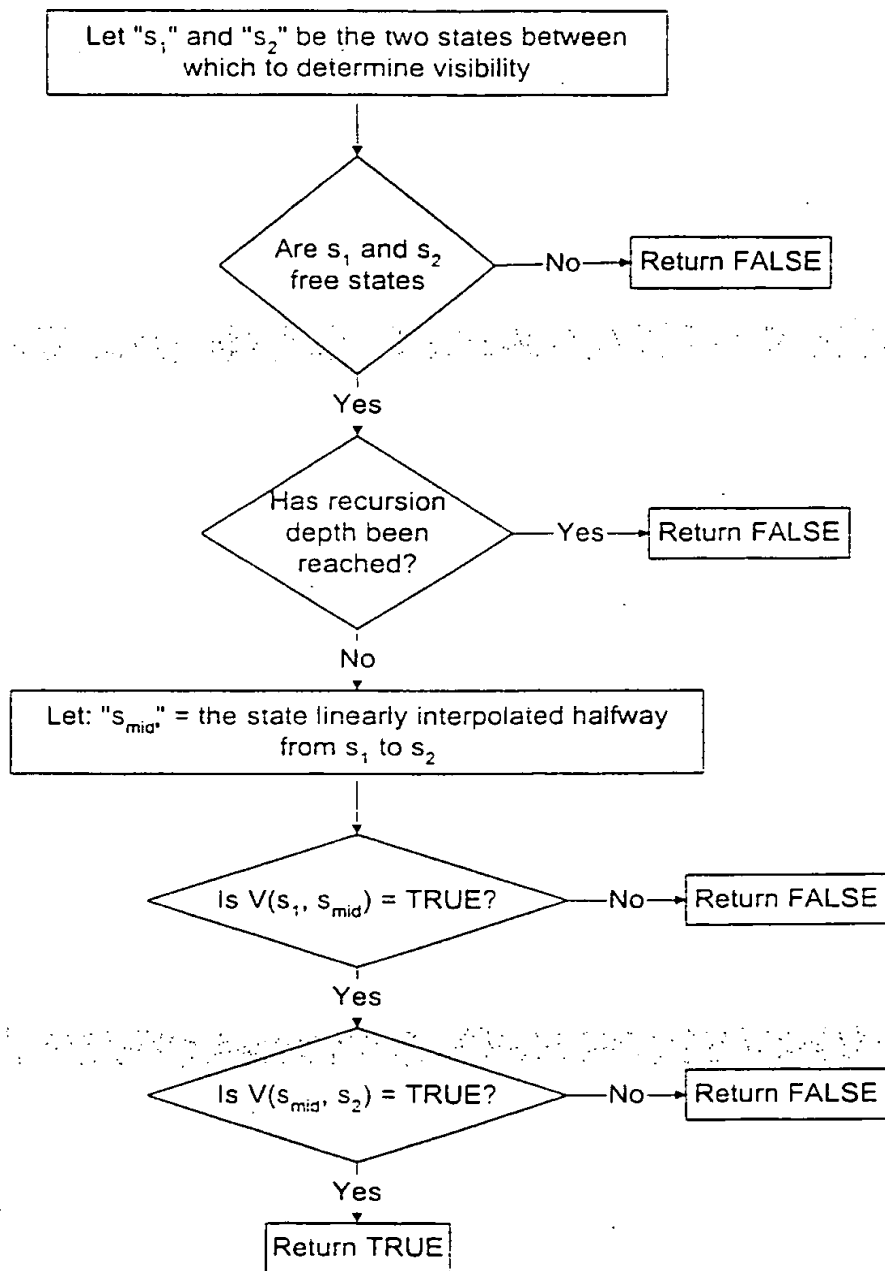 Let "s₁" and "s₂" be the two states between
which to determine visibility
Are s₁ and s₂
free states
No
Return FALSE
Yes
Has recursion
depth been
reached?
Yes
Return FALSE
No
Let: "s_mid," = the state linearly interpolated halfway
from s₁ to s₂
Is V(s₁, s_mid) = TRUE?
No
Return FALSE
Yes
Is V(s_mid, s₂) = TRUE?
No
Return FALSE
Yes
Return TRUE